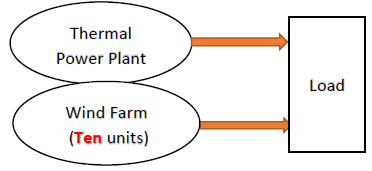 Thermal
Power Plant
Load
Wind Farm
(Ten units)